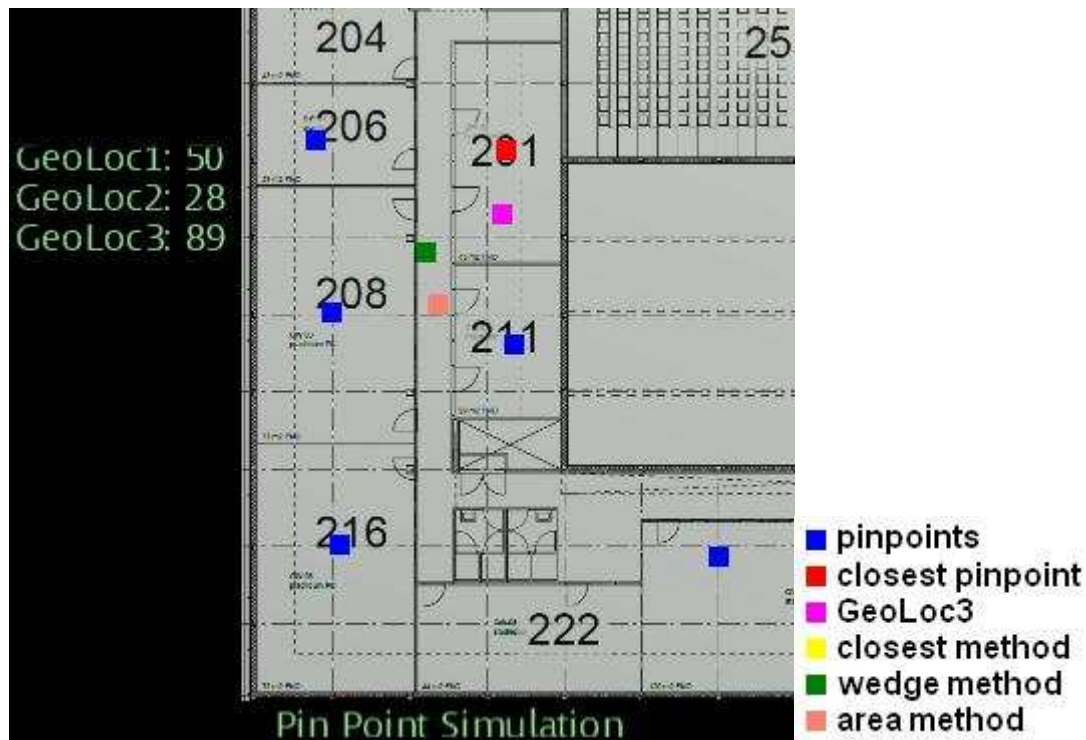 204
25
206
201
GeoLoc1: 50
GeoLoc2: 28
GeoLoc3: 89
208
211
216
222
pinpoints
closest pinpoint
GeoLoc3
closest method
wedge method
area method
Pin Point Simulation